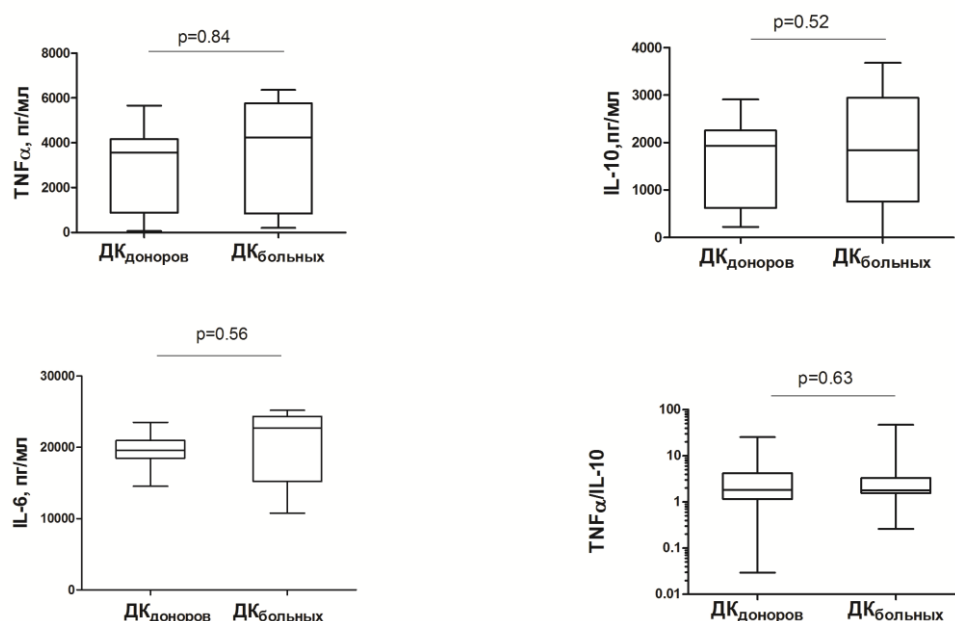 p=0.84
TNFα, пг/мл
8000
6000
4000
2000
0
ДКдоноров ДКбольных
p=0.52
IL-10,пг/мл
4000
3000
2000
1000
0
ДКдоноров ДКбольных
p=0.56
IL-6, пг/мл
30000
20000
10000
0
ДКдоноров ДКбольных
p=0.63
TNFα/IL-10
100
10
1
0.1
0.01
ДКдоноров ДКбольных